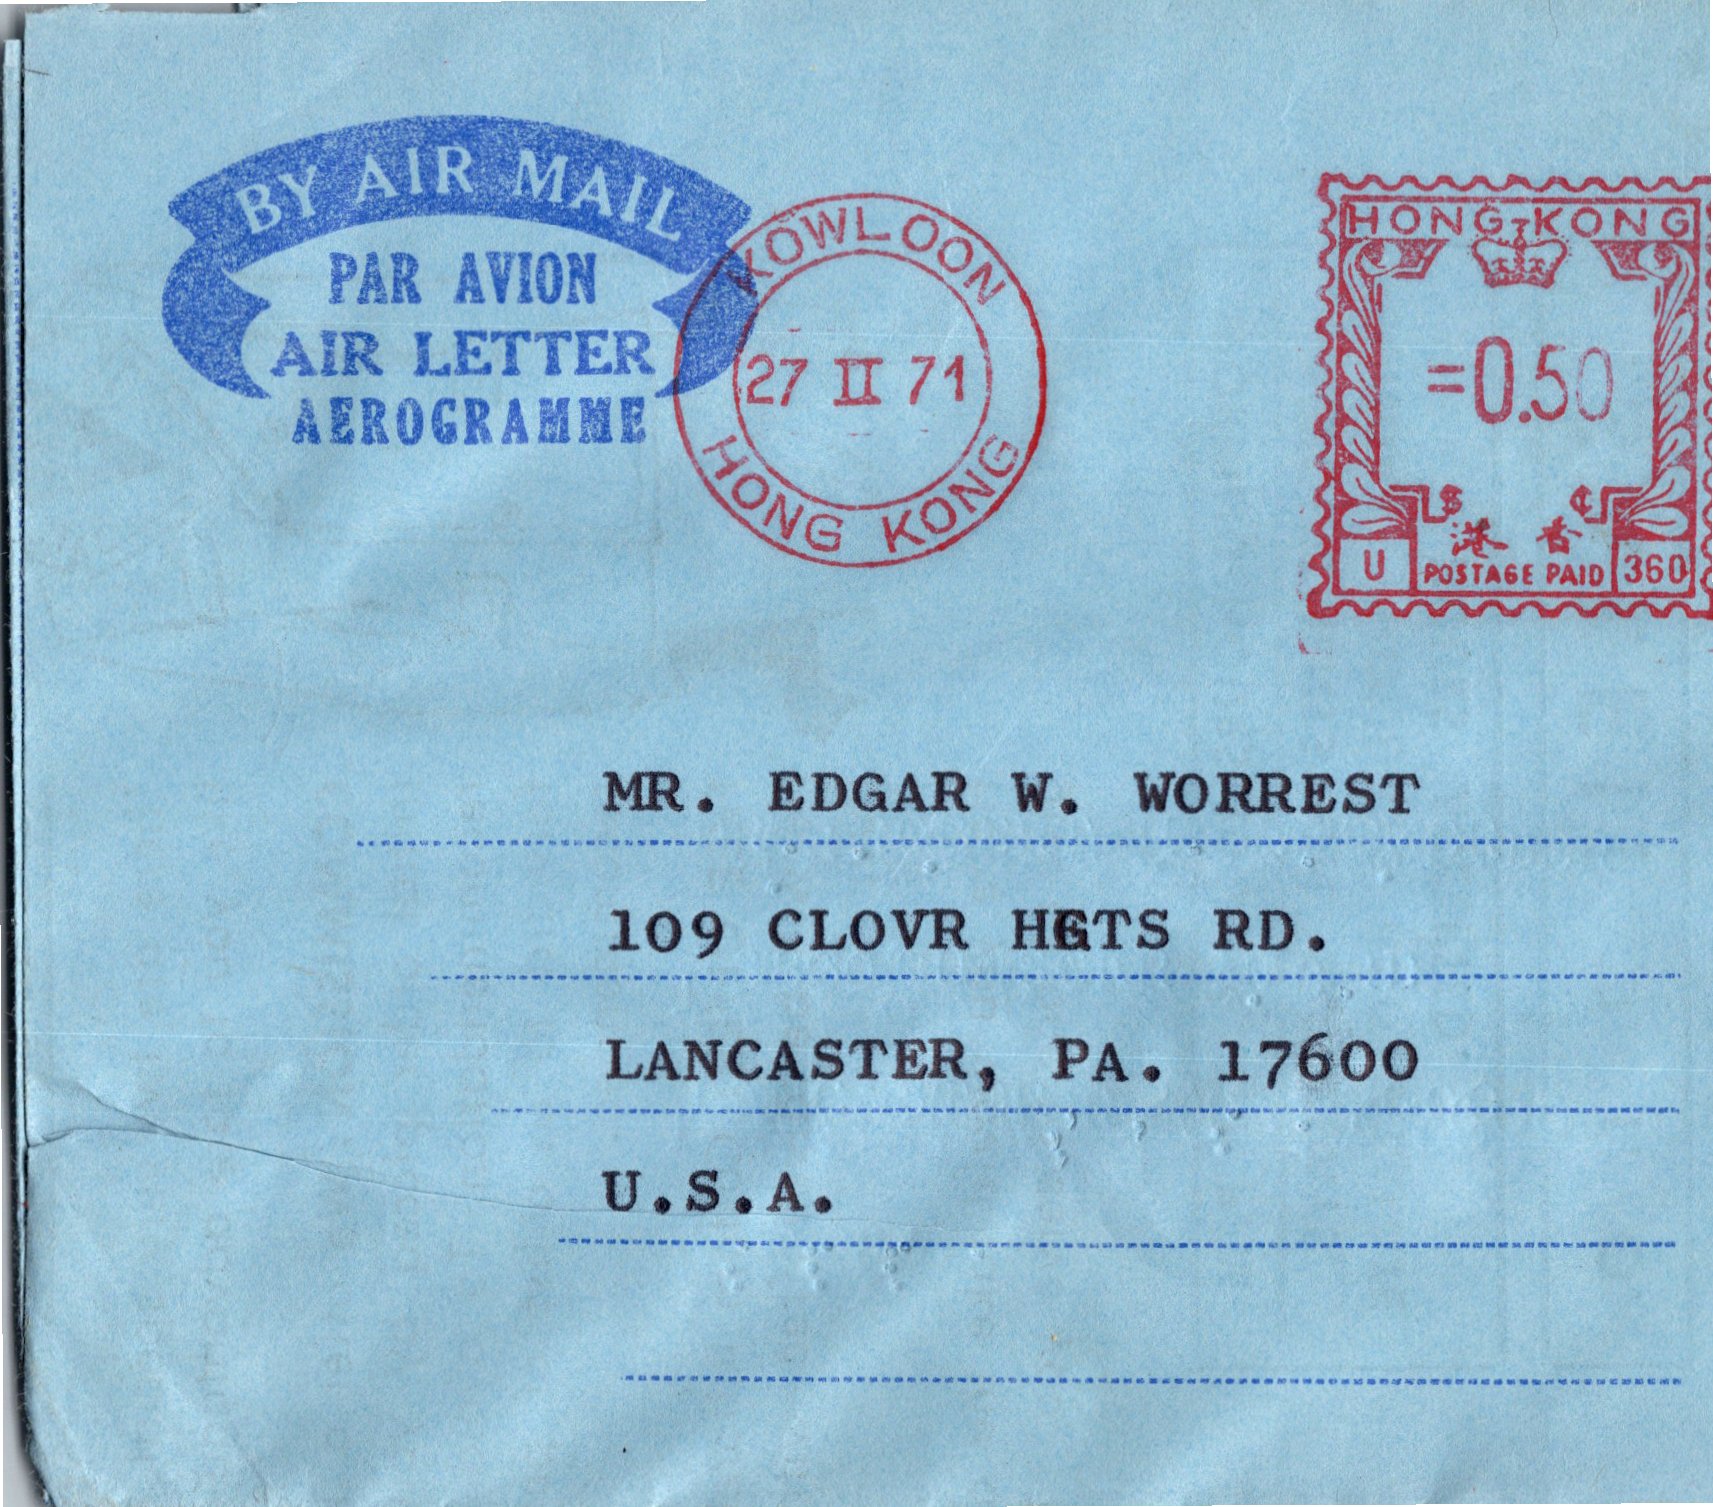 BY AIR MAIL
PAR AVION
AIR LETTER
AEROGRAMME
KOWLOON
27 II 71
HONG KONG
HONG KONG
=0.50
$ ¢
港 香
U POSTAGE PAID 360
MR. EDGAR W. WORREST
109 CLOVR HGTS RD.
LANCASTER, PA. 17600
U.S.A.